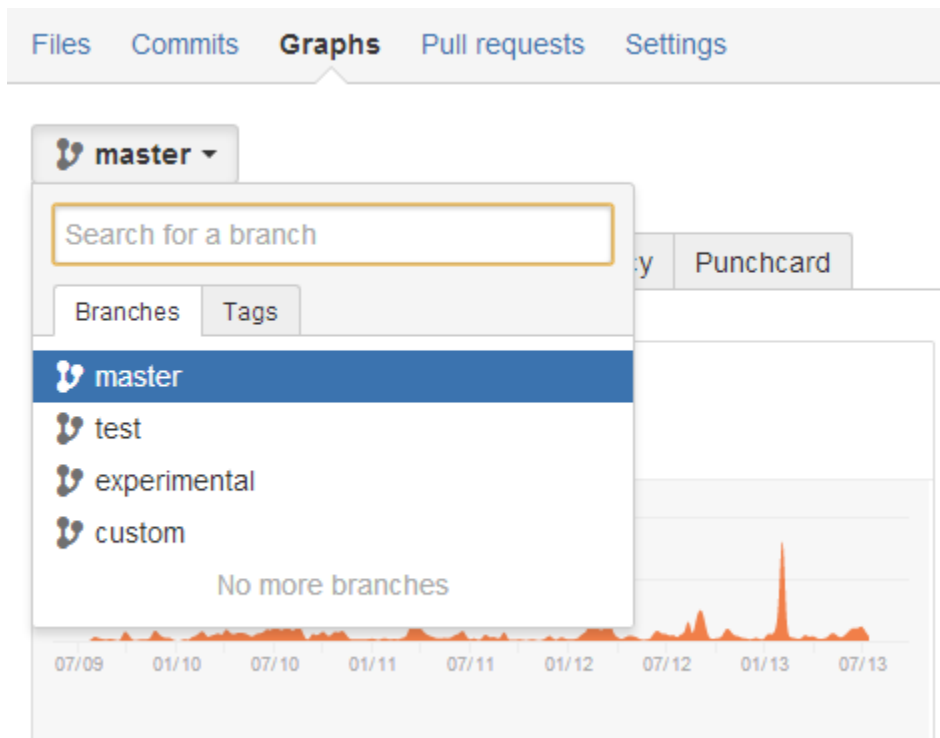 Files Commits Graphs Pull requests Settings
master
Search for a branch
Punchcard
Branches Tags
master
test
experimental
custom
No more branches
07/09 01/10 07/10 01/11 07/11 01/12 07/12 01/13 07/13